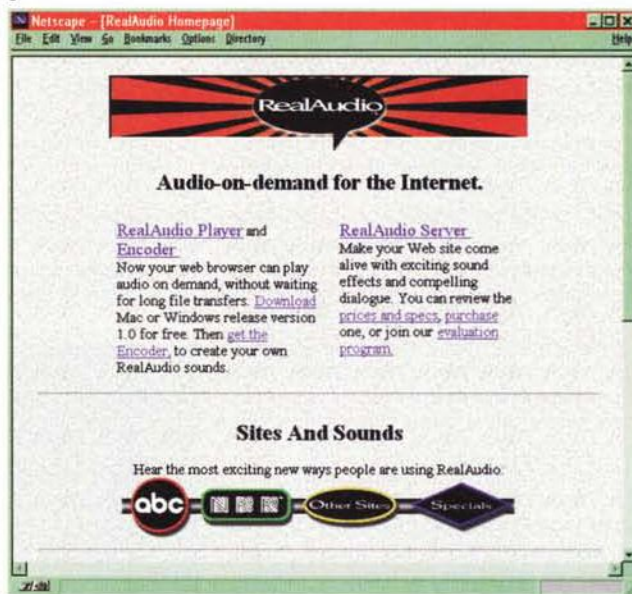 Netscape - [RealAudio Homepage]
File Edit View Go Bookmarks Options Directory Help
RealAudio
Audio-on-demand for the Internet.
RealAudio Player and
Encoder
Now your web browser can play
audio on demand, without waiting
for long file transfers. Download
Mac or Windows release version
1.0 for free. Then get the
Encoder, to create your own
RealAudio sounds.
RealAudio Server
Make your Web site come
alive with exciting sound
effects and compelling
dialogue. You can review the
prices and specs, purchase
one, or join our evaluation
program.
Sites And Sounds
Hear the most exciting new ways people are using RealAudio.
abc NPR Other Sites Specials